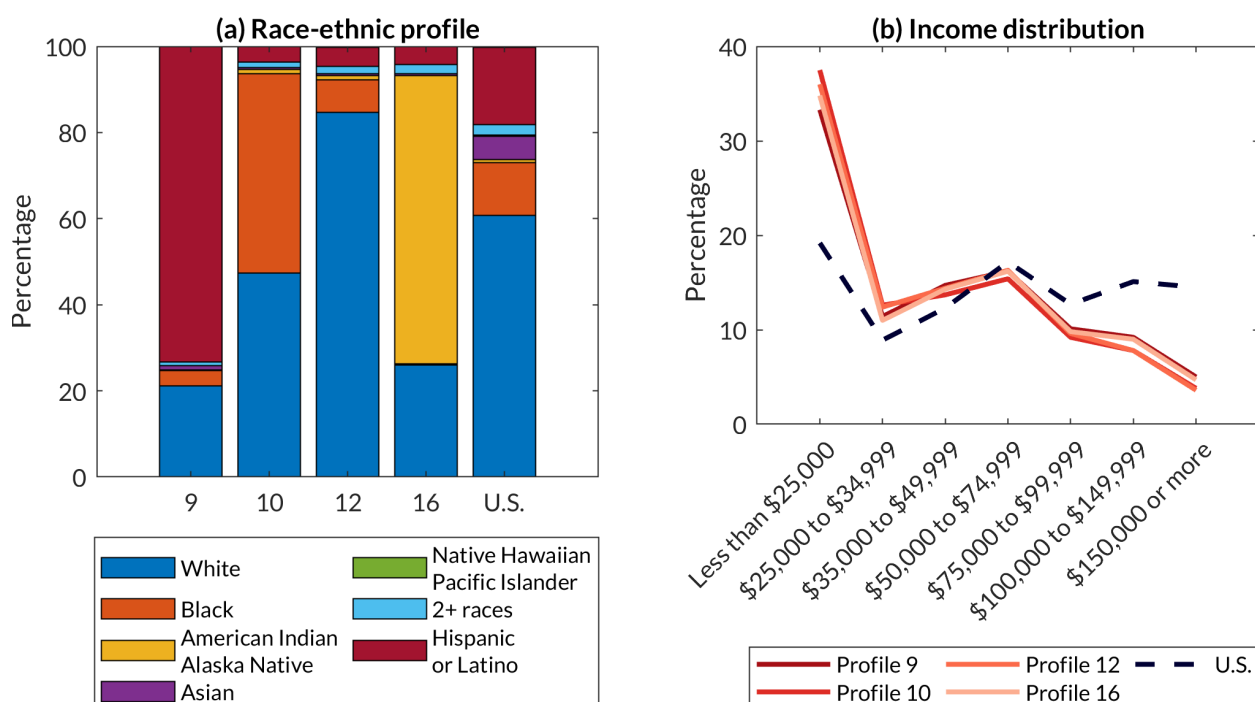 (a) Race-ethnic profile
100
80
60
40
20
0
Percentage
9 10 12 16 U.S.
White
Black
American Indian
Alaska Native
Asian
Native Hawaiian
Pacific Islander
2+ races
Hispanic
or Latino
(b) Income distribution
40
30
20
10
0
Percentage
Less than $25,000
$25,000 to $34,999
$35,000 to $49,999
$50,000 to $74,999
$75,000 to $99,999
$100,000 to $149,999
$150,000 or more
Profile 9
Profile 10
Profile 12
Profile 16
U.S.